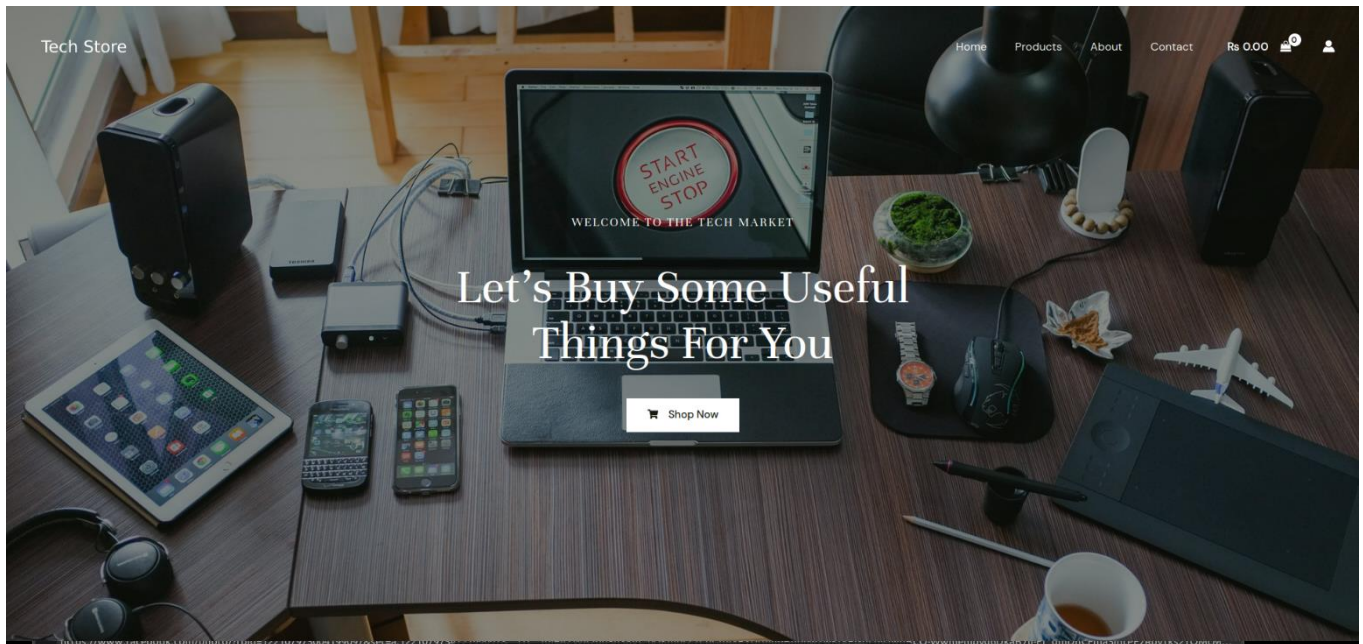 Tech Store
Home Products About Contact Rs 0.00 0
START
ENGINE
STOP
WELCOME TO THE TECH MARKET
Let's Buy Some Useful
Things For You
Shop Now
TOSHIBA